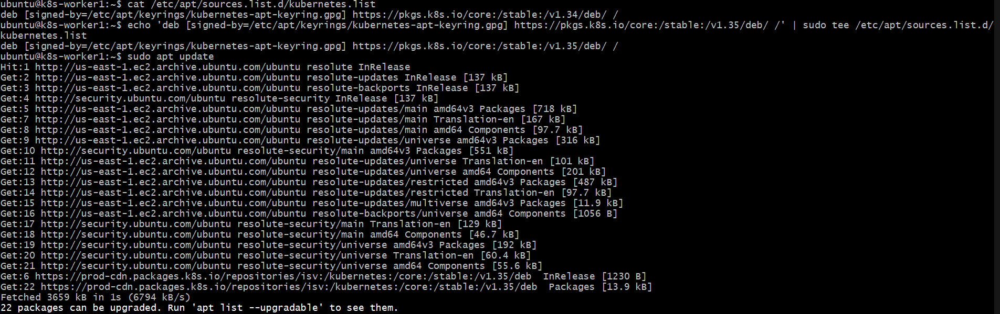 ubuntu@k8s-worker1:~$ cat /etc/apt/sources.list.d/kubernetes.list
deb [signed-by=/etc/apt/keyrings/kubernetes-apt-keyring.gpg] https://pkgs.k8s.io/core:/stable:/v1.34/deb/ /
ubuntu@k8s-worker1:~$ echo 'deb [signed-by=/etc/apt/keyrings/kubernetes-apt-keyring.gpg] https://pkgs.k8s.io/core:/stable:/v1.35/deb/ /' | sudo tee /etc/apt/sources.list.d/
kubernetes.list
deb [signed-by=/etc/apt/keyrings/kubernetes-apt-keyring.gpg] https://pkgs.k8s.io/core:/stable:/v1.35/deb/ /
ubuntu@k8s-worker1:~$ sudo apt update
Hit:1 http://us-east-1.ec2.archive.ubuntu.com/ubuntu resolute InRelease
Get:2 http://us-east-1.ec2.archive.ubuntu.com/ubuntu resolute-updates InRelease [137 kB]
Get:3 http://us-east-1.ec2.archive.ubuntu.com/ubuntu resolute-backports InRelease [137 kB]
Get:4 http://security.ubuntu.com/ubuntu resolute-security InRelease [137 kB]
Get:5 http://us-east-1.ec2.archive.ubuntu.com/ubuntu resolute-updates/main amd64v3 Packages [718 kB]
Get:7 http://us-east-1.ec2.archive.ubuntu.com/ubuntu resolute-updates/main Translation-en [167 kB]
Get:8 http://us-east-1.ec2.archive.ubuntu.com/ubuntu resolute-updates/main amd64 Components [97.7 kB]
Get:9 http://us-east-1.ec2.archive.ubuntu.com/ubuntu resolute-updates/universe amd64v3 Packages [316 kB]
Get:10 http://security.ubuntu.com/ubuntu resolute-security/main amd64v3 Packages [551 kB]
Get:11 http://us-east-1.ec2.archive.ubuntu.com/ubuntu resolute-updates/universe Translation-en [101 kB]
Get:12 http://us-east-1.ec2.archive.ubuntu.com/ubuntu resolute-updates/universe amd64 Components [201 kB]
Get:13 http://us-east-1.ec2.archive.ubuntu.com/ubuntu resolute-updates/restricted amd64v3 Packages [487 kB]
Get:14 http://us-east-1.ec2.archive.ubuntu.com/ubuntu resolute-updates/restricted Translation-en [97.7 kB]
Get:15 http://us-east-1.ec2.archive.ubuntu.com/ubuntu resolute-updates/multiverse amd64v3 Packages [11.9 kB]
Get:16 http://us-east-1.ec2.archive.ubuntu.com/ubuntu resolute-backports/universe amd64 Components [1056 B]
Get:17 http://security.ubuntu.com/ubuntu resolute-security/main Translation-en [129 kB]
Get:18 http://security.ubuntu.com/ubuntu resolute-security/main amd64 Components [46.7 kB]
Get:19 http://security.ubuntu.com/ubuntu resolute-security/universe amd64v3 Packages [192 kB]
Get:20 http://security.ubuntu.com/ubuntu resolute-security/universe Translation-en [60.4 kB]
Get:21 http://security.ubuntu.com/ubuntu resolute-security/universe amd64 Components [55.6 kB]
Get:6 https://prod-cdn.packages.k8s.io/repositories/isv:/kubernetes:/core:/stable:/v1.35/deb  InRelease [1230 B]
Get:22 https://prod-cdn.packages.k8s.io/repositories/isv:/kubernetes:/core:/stable:/v1.35/deb  Packages [13.9 kB]
Fetched 3659 kB in 1s (6794 kB/s)
22 packages can be upgraded. Run 'apt list --upgradable' to see them.